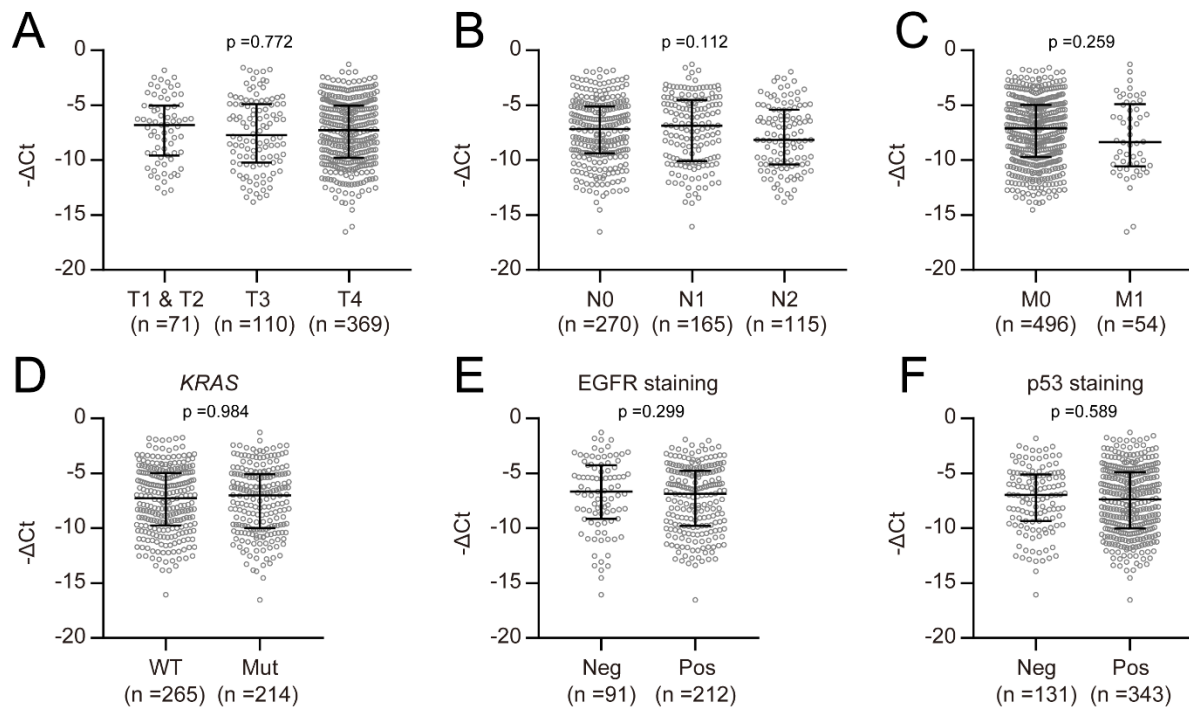 A
p =0.772
0
-5
-10
-15
-20
-ΔCt
T1 & T2
(n =71)
T3
(n =110)
T4
(n =369)
B
p =0.112
0
-5
-10
-15
-20
-ΔCt
N0
(n =270)
N1
(n =165)
N2
(n =115)
C
p =0.259
0
-5
-10
-15
-20
-ΔCt
M0
(n =496)
M1
(n =54)
D
KRAS
p =0.984
0
-5
-10
-15
-20
-ΔCt
WT
(n =265)
Mut
(n =214)
E
EGFR staining
p =0.299
0
-5
-10
-15
-20
-ΔCt
Neg
(n =91)
Pos
(n =212)
F
p53 staining
p =0.589
0
-5
-10
-15
-20
-ΔCt
Neg
(n =131)
Pos
(n =343)